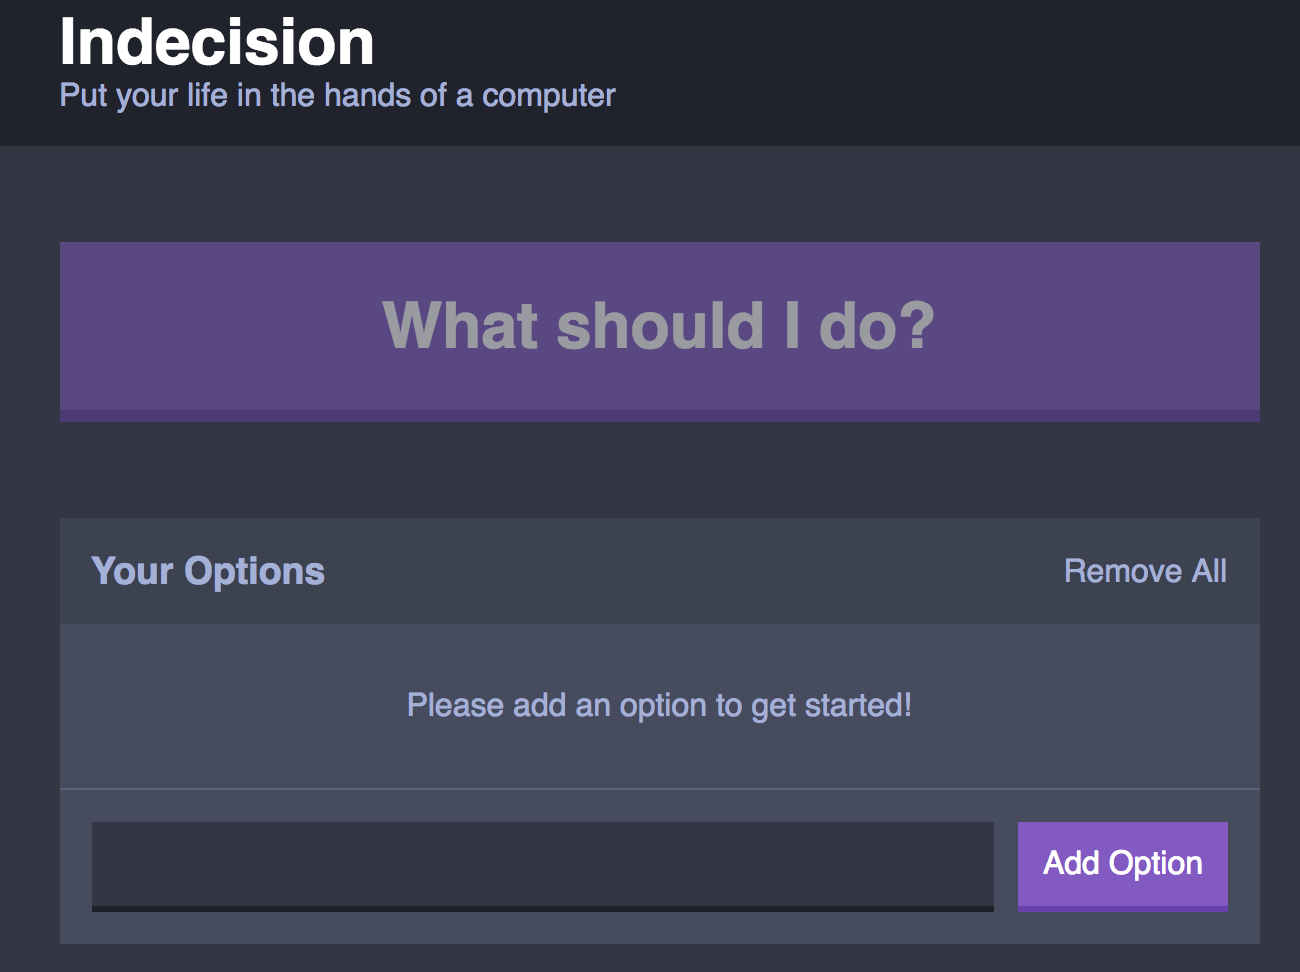 Indecision
Put your life in the hands of a computer
What should I do?
Your Options
Remove All
Please add an option to get started!
Add Option